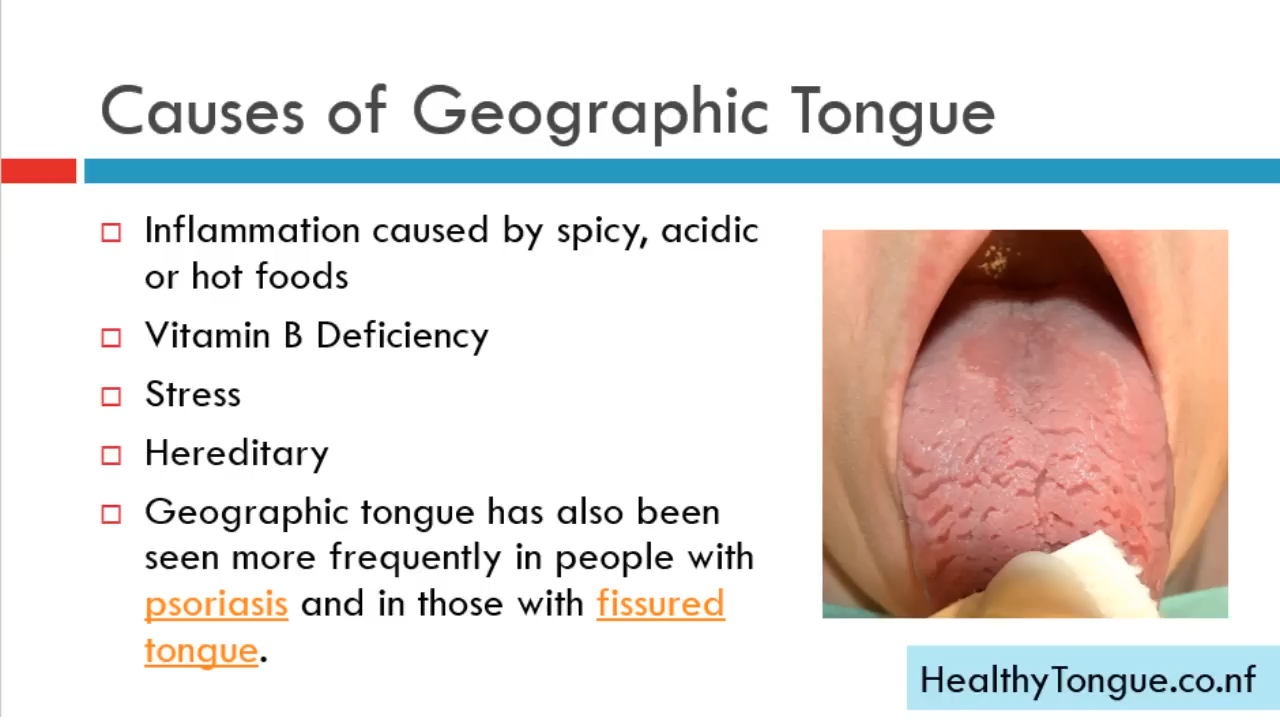 Causes of Geographic Tongue
Inflammation caused by spicy, acidic
or hot foods
Vitamin B Deficiency
Stress
Hereditary
Geographic tongue has also been
seen more frequently in people with
psoriasis and in those with fissured
tongue.
HealthyTongue.co.nf